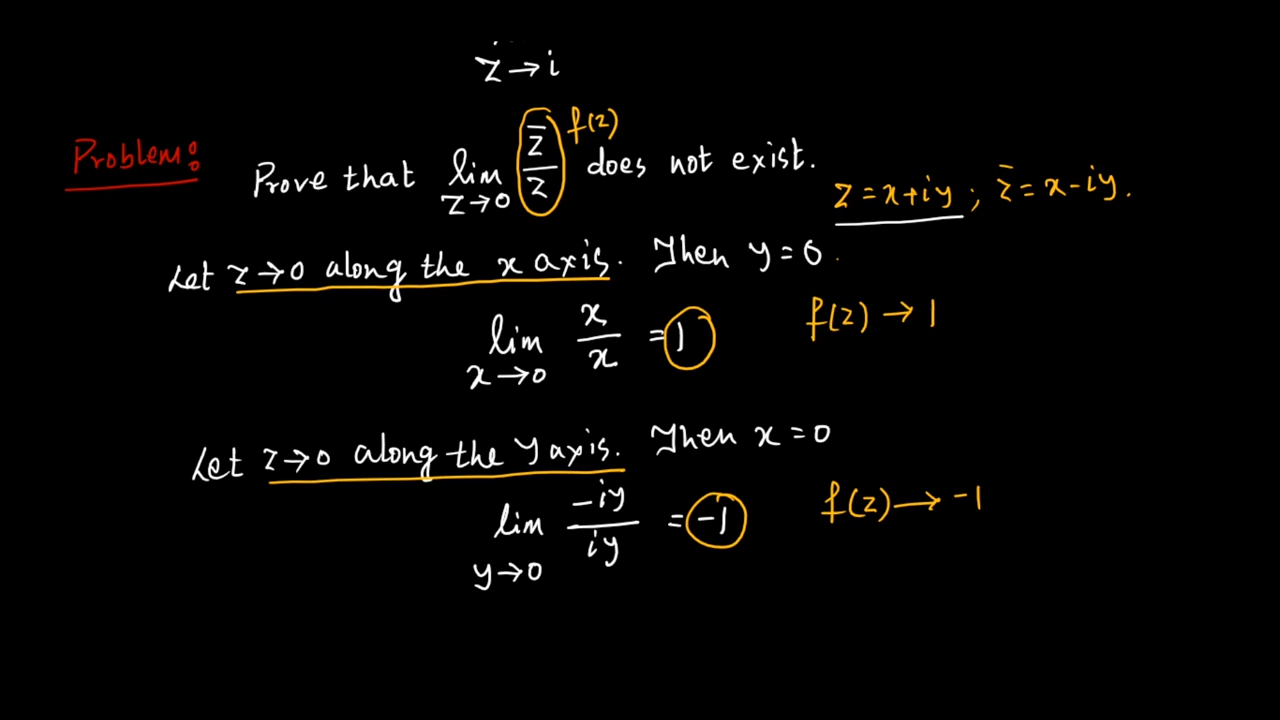 z→i
Problem: Prove that lim z→0 z̄/z does not exist. f(z)
z = x+iy ; z̄ = x-iy.
Let z→0 along the x axis. Then y = 0.
lim x→0 x/x = 1 f(z) → 1
Let z→0 along the y axis. Then x = 0
lim y→0 -iy/iy = -1 f(z) → -1